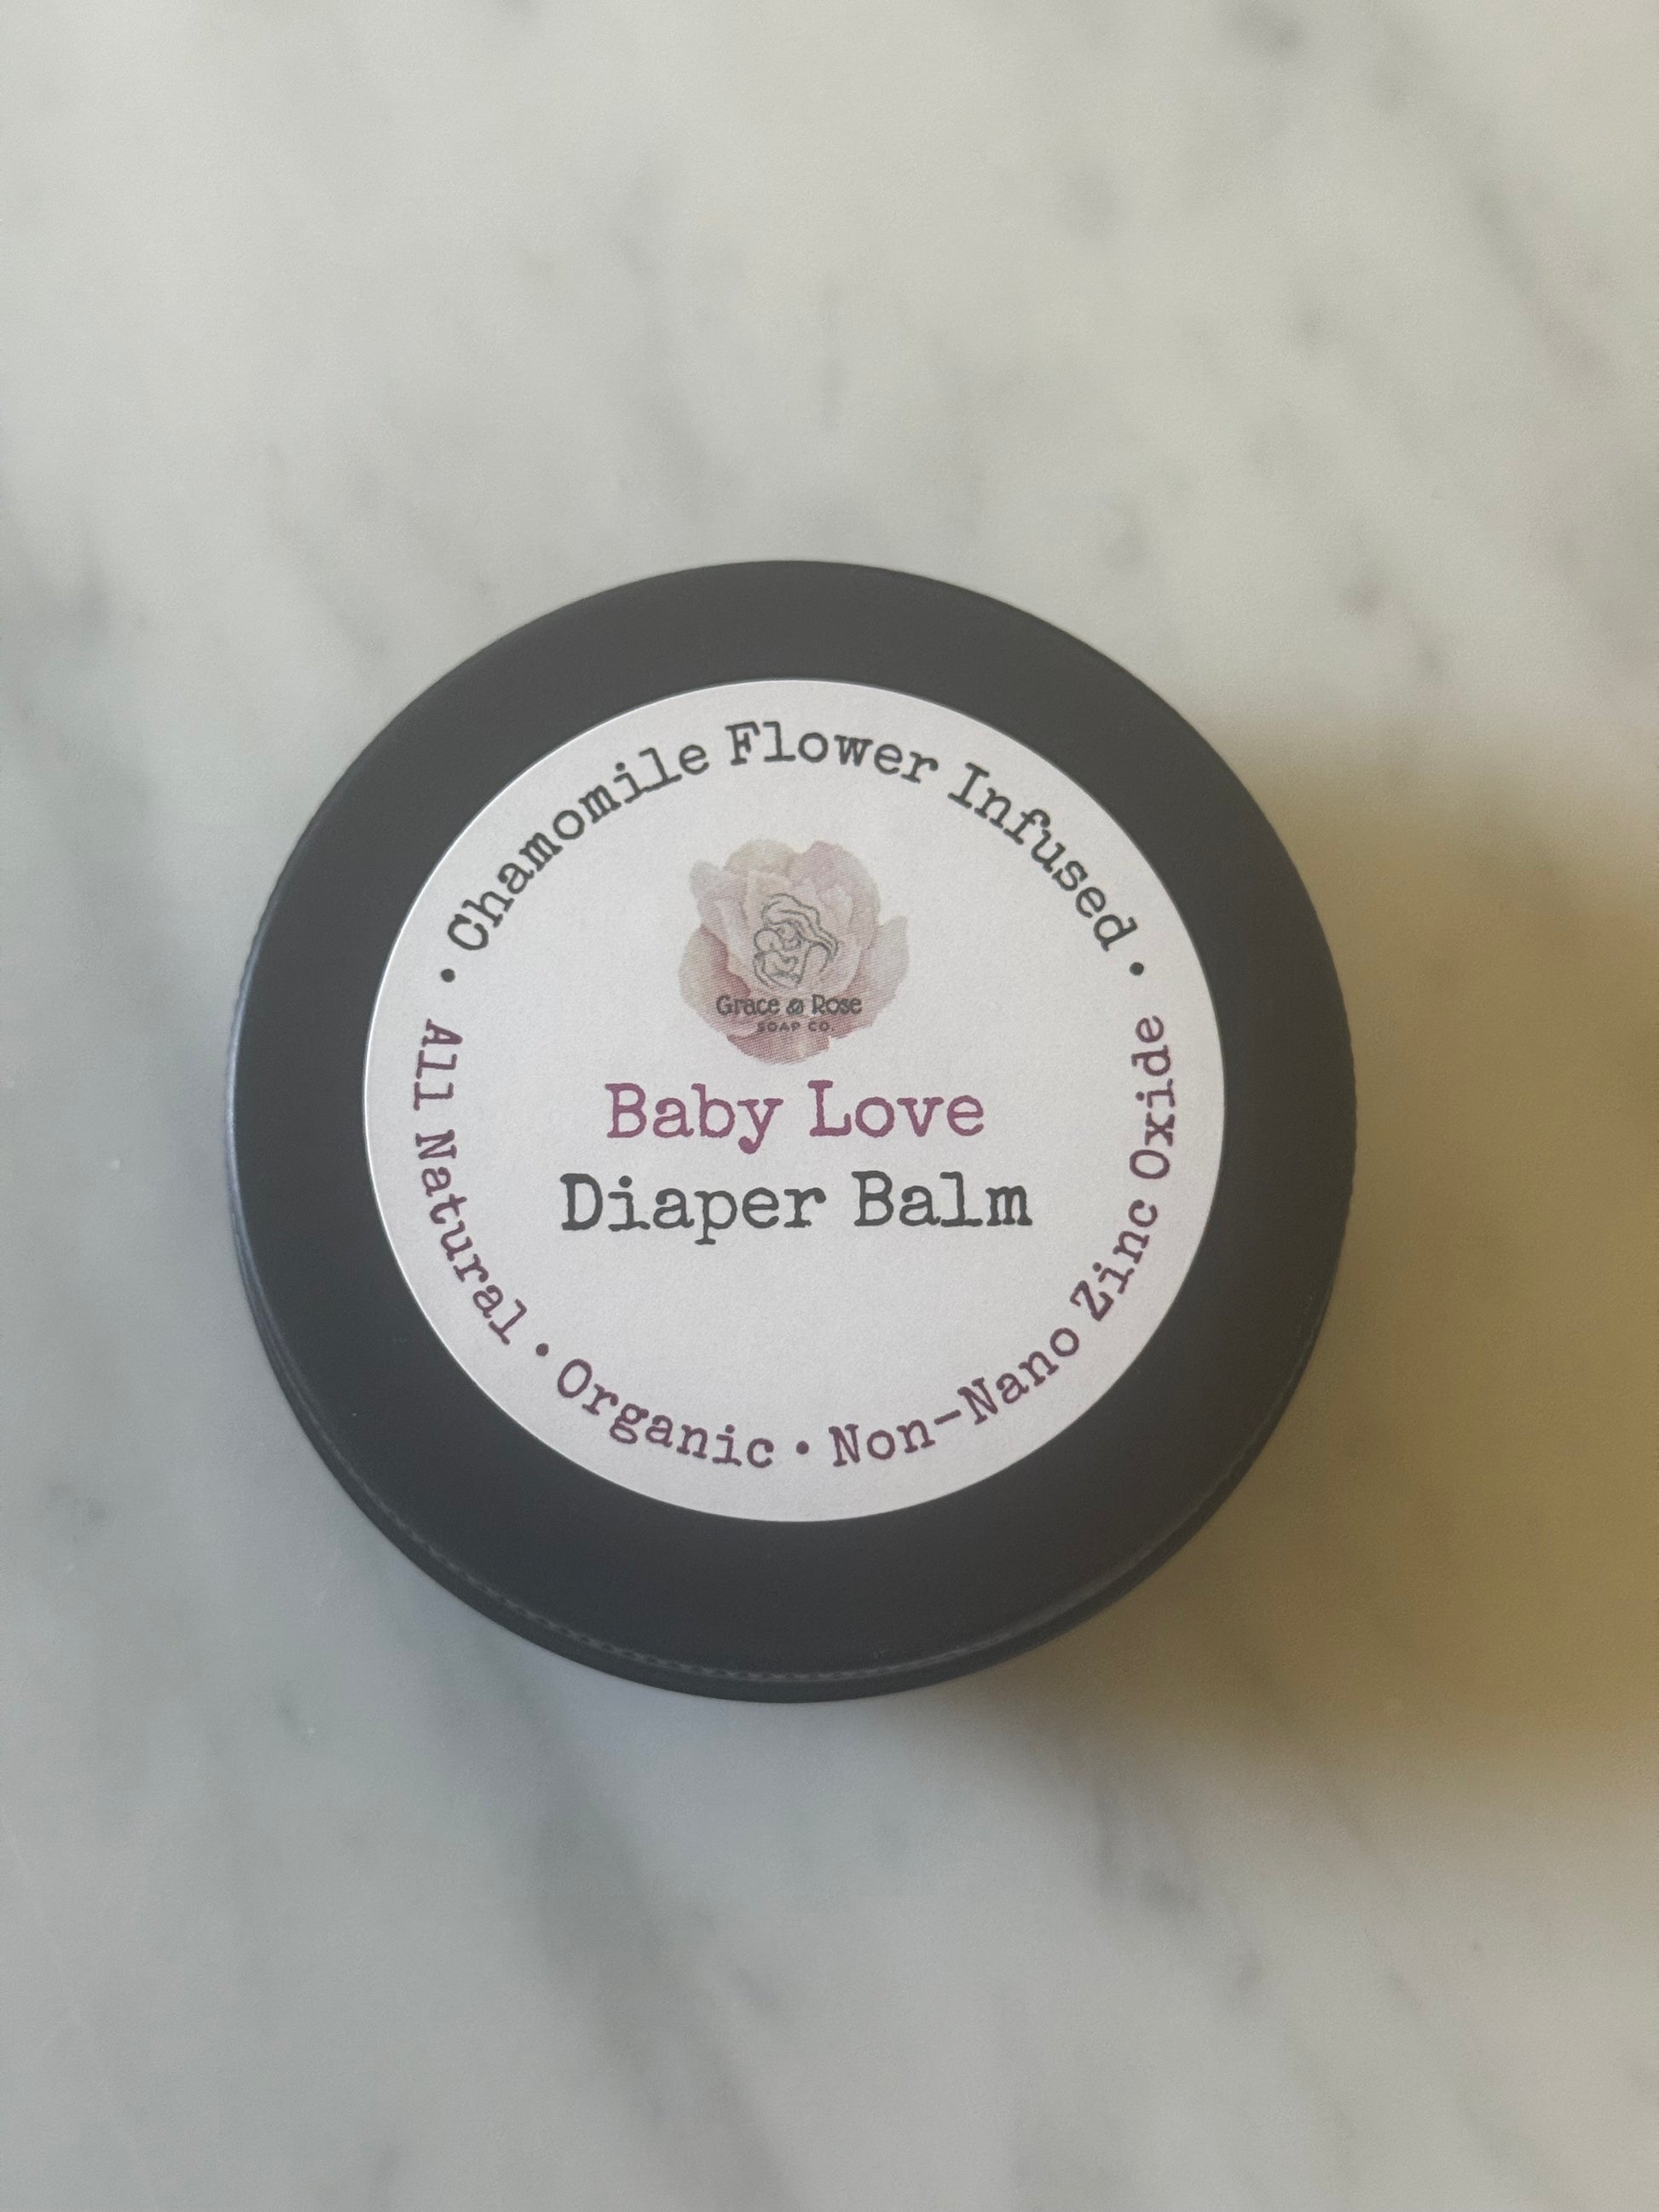 • Chamomile Flower Infused •
Grace & Rose
SOAP CO.
Baby Love
Diaper Balm
All Natural • Organic • Non-Nano Zinc Oxide